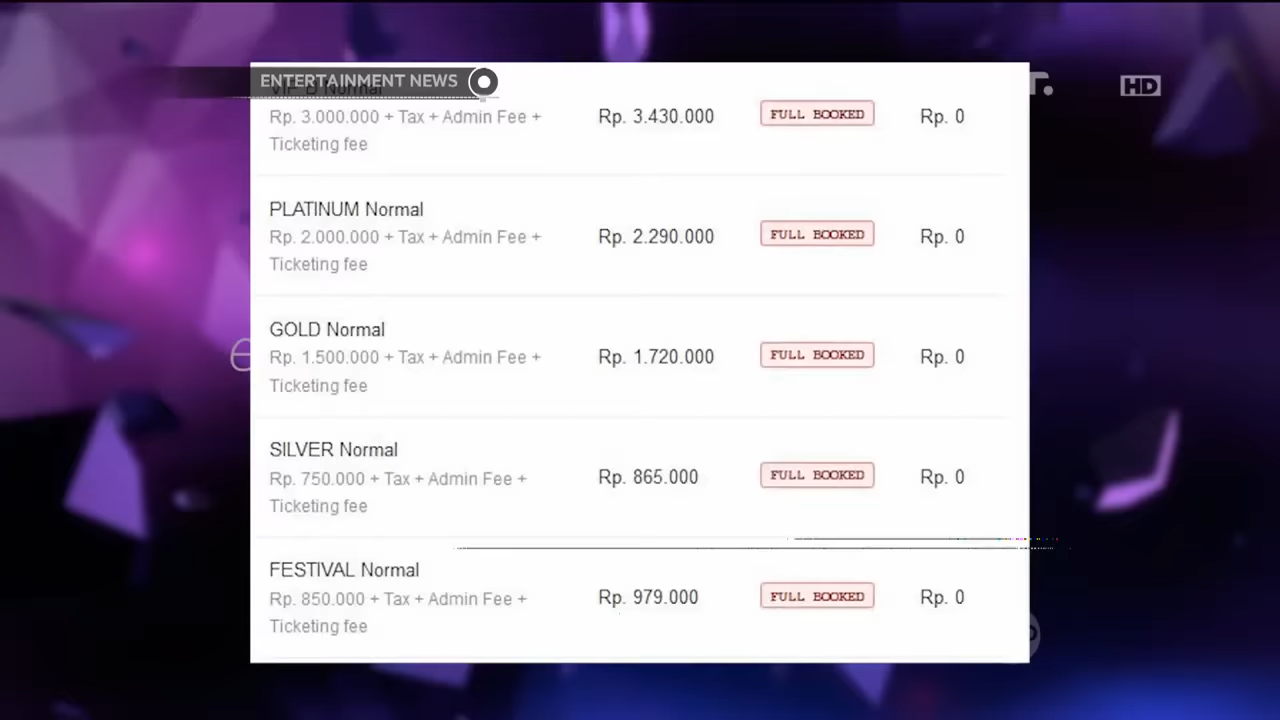 ENTERTAINMENT NEWS
HD
Rp. 3.000.000 + Tax + Admin Fee +
Ticketing fee
Rp. 3.430.000
FULL BOOKED
Rp. 0
PLATINUM Normal
Rp. 2.000.000 + Tax + Admin Fee +
Ticketing fee
Rp. 2.290.000
FULL BOOKED
Rp. 0
GOLD Normal
Rp. 1.500.000 + Tax + Admin Fee +
Ticketing fee
Rp. 1.720.000
FULL BOOKED
Rp. 0
SILVER Normal
Rp. 750.000 + Tax + Admin Fee +
Ticketing fee
Rp. 865.000
FULL BOOKED
Rp. 0
FESTIVAL Normal
Rp. 850.000 + Tax + Admin Fee +
Ticketing fee
Rp. 979.000
FULL BOOKED
Rp. 0